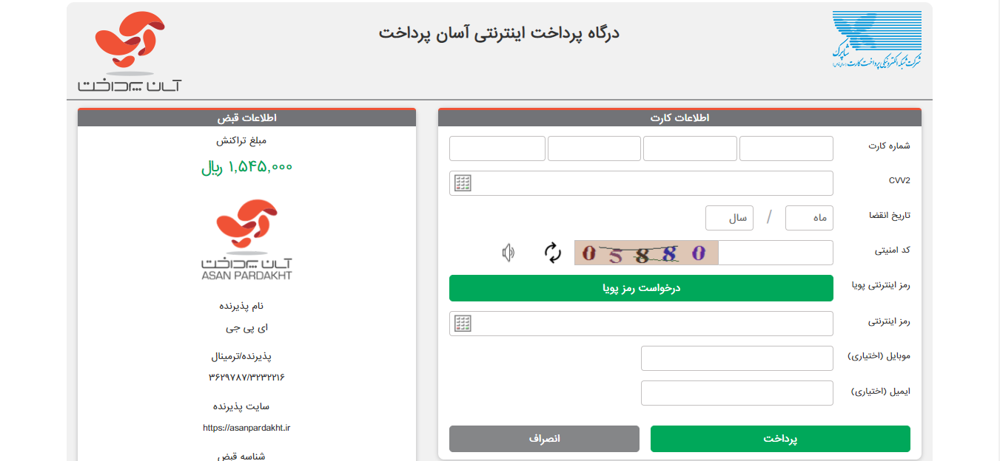 شرکت شبکه الکترونیکی پرداخت کارت
شاپرک
درگاه پرداخت اینترنتی آسان پرداخت
آسان پرداخت
اطلاعات کارت
شماره کارت
CVV2
تاریخ انقضا
ماه / سال
کد امنیتی
05880
رمز اینترنتی پویا
درخواست رمز پویا
رمز اینترنتی
موبایل (اختیاری)
ایمیل (اختیاری)
پرداخت
انصراف
اطلاعات قبض
مبلغ تراکنش
۱,۵۴۵,۰۰۰ ریال
آسان پرداخت
ASAN PARDAKHT
نام پذیرنده
ای پی جی
پذیرنده/ترمینال
۳۶۲۹۷۸۷/۳۲۳۲۲۱۶
سایت پذیرنده
https://asanpardakht.ir
شناسه قبض